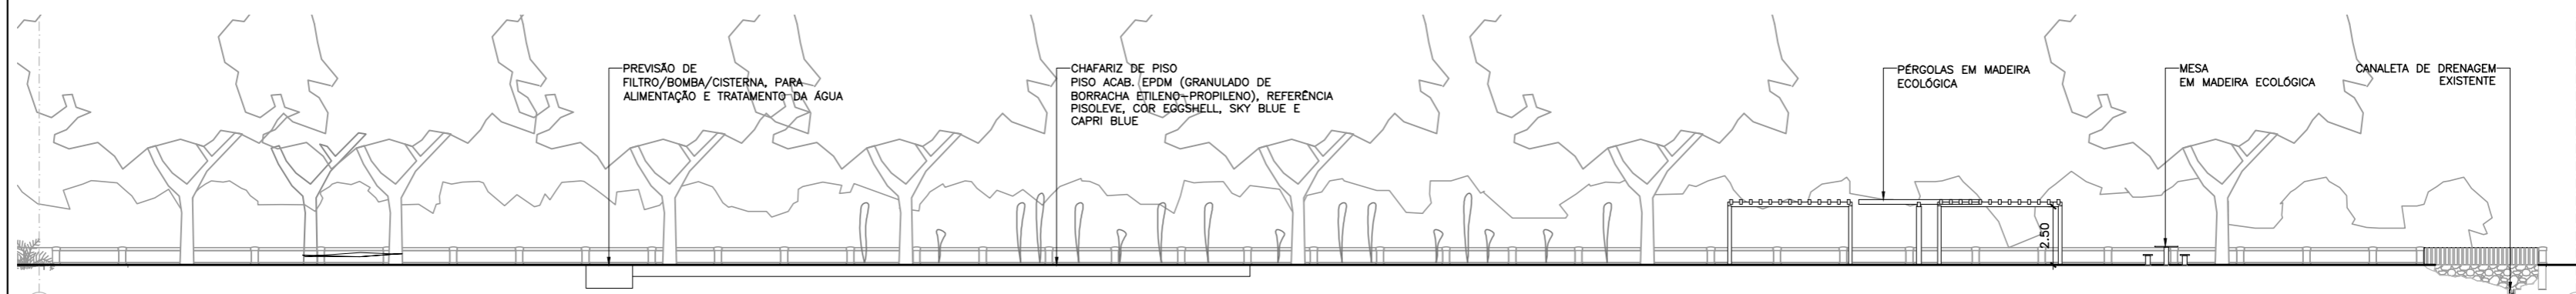 PREVISÃO DE
FILTRO/BOMBA/CISTERNA, PARA
ALIMENTAÇÃO E TRATAMENTO DA ÁGUA
CHAFARIZ DE PISO
PISO ACAB. EPDM (GRANULADO DE
BORRACHA ETILENO-PROPILENO), REFERÊNCIA
PISOLEVE, COR EGGSHELL, SKY BLUE E
CAPRI BLUE
PÉRGOLAS EM MADEIRA
ECOLÓGICA
MESA
EM MADEIRA ECOLÓGICA
CANALETA DE DRENAGEM
EXISTENTE
2.50